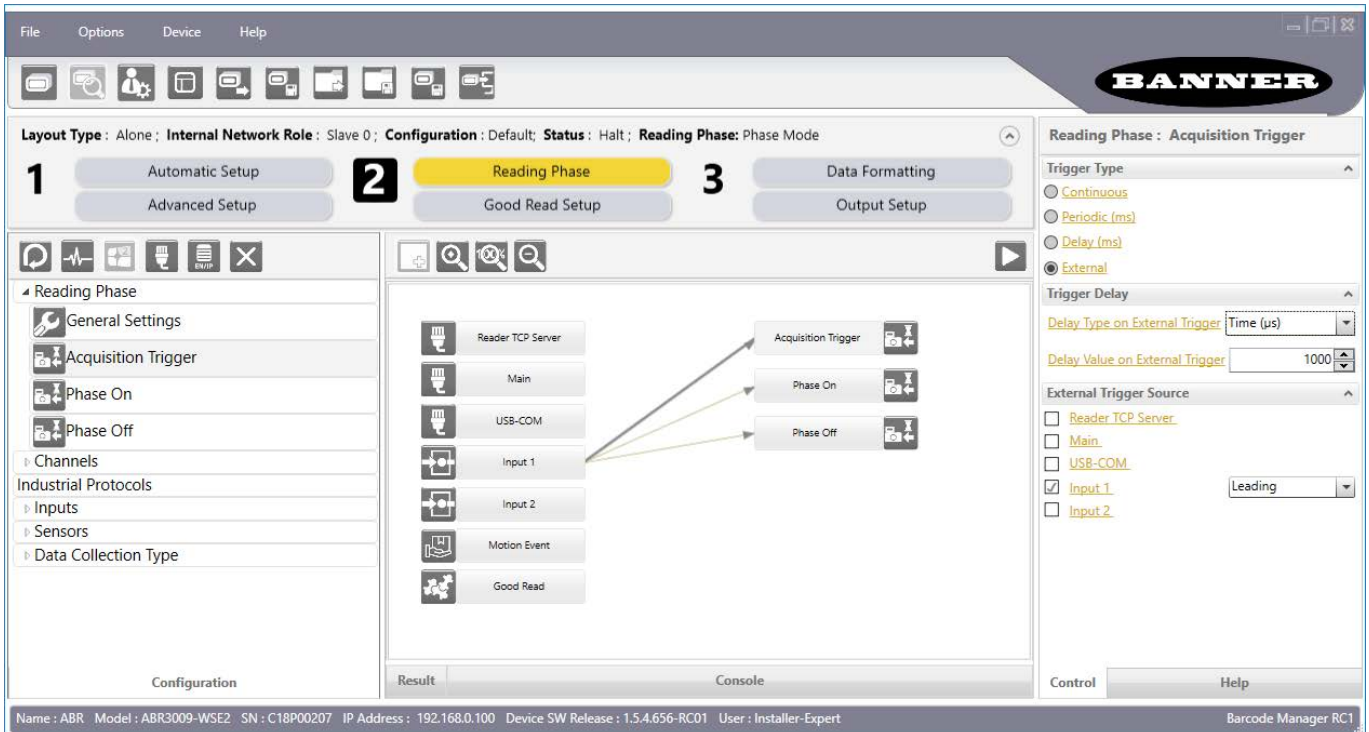 File Options Device Help
BANNER
Layout Type : Alone ; Internal Network Role : Slave 0 ; Configuration : Default; Status : Halt ; Reading Phase: Phase Mode
1 Automatic Setup Advanced Setup
2 Reading Phase Good Read Setup
3 Data Formatting Output Setup
EN/IP
Reading Phase
General Settings
Acquisition Trigger
Phase On
Phase Off
Channels
Industrial Protocols
Inputs
Sensors
Data Collection Type
Configuration
100%
Reader TCP Server
Main
USB-COM
Input 1
Input 2
Motion Event
Good Read
Acquisition Trigger
Phase On
Phase Off
Result Console
Reading Phase : Acquisition Trigger
Trigger Type
Continuous
Periodic (ms)
Delay (ms)
External
Trigger Delay
Delay Type on External Trigger Time (µs)
Delay Value on External Trigger 1000
External Trigger Source
Reader TCP Server
Main
USB-COM
Input 1 Leading
Input 2
Control Help
Name : ABR Model : ABR3009-WSE2 SN : C18P00207 IP Address : 192.168.0.100 Device SW Release : 1.5.4.656-RC01 User : Installer-Expert Barcode Manager RC1